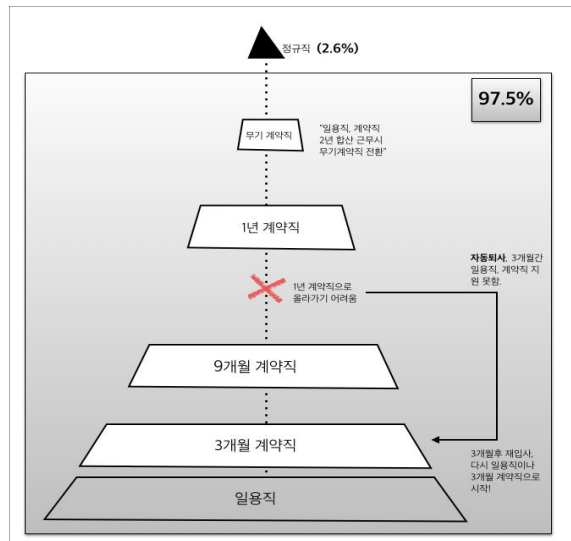 정규직 (2.6%)
97.5%
무기 계약직
"일용직, 계약직
2년 합산 근무시
무기계약직 전환"
1년 계약직
자동퇴사, 3개월간
일용직, 계약직 지
원 못함.
1년 계약직으로
올라가기 어려움
9개월 계약직
3개월 계약직
3개월후 재입사,
다시 일용직이나
3개월 계약직으로
시작!
일용직